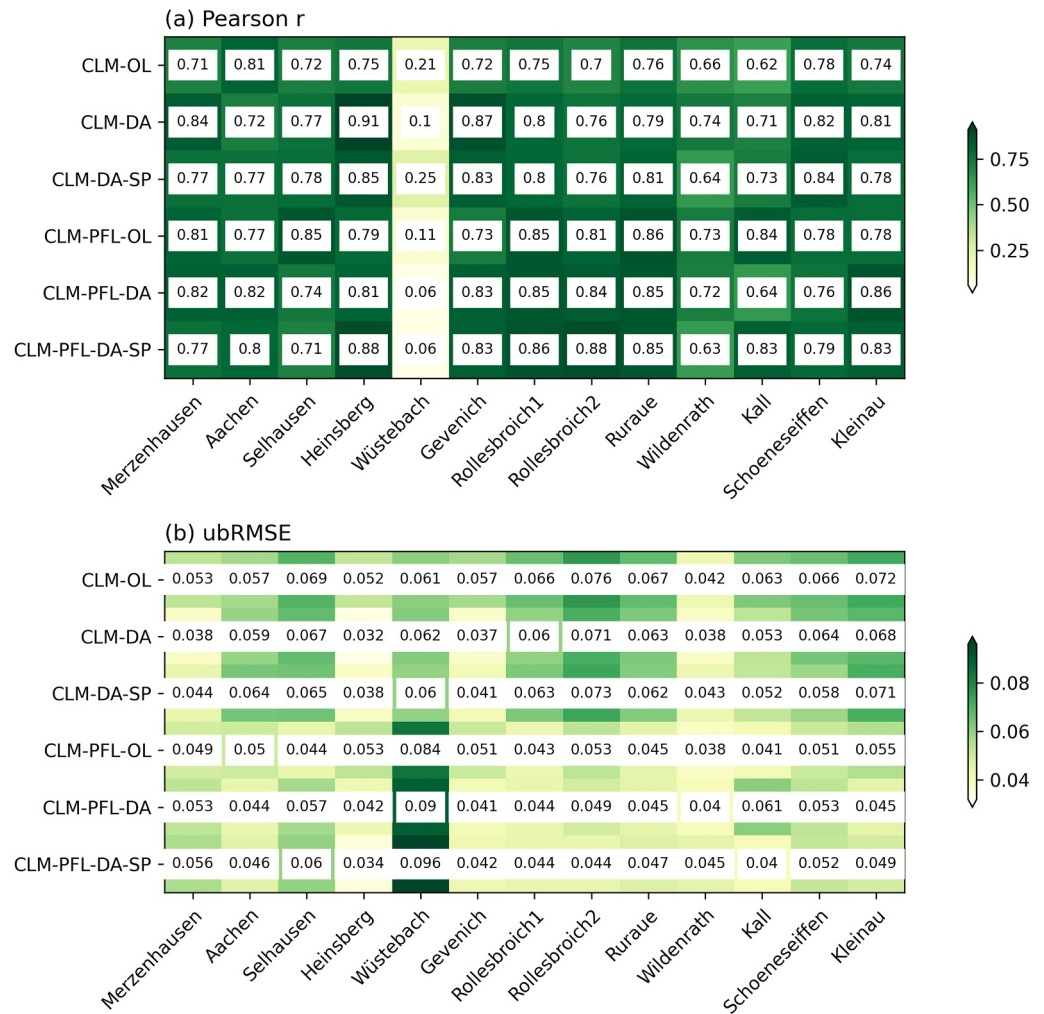 (a) Pearson r
CLM-OL 0.71 0.81 0.72 0.75 0.21 0.72 0.75 0.7 0.76 0.66 0.62 0.78 0.74
CLM-DA 0.84 0.72 0.77 0.91 0.1 0.87 0.8 0.76 0.79 0.74 0.71 0.82 0.81
CLM-DA-SP 0.77 0.77 0.78 0.85 0.25 0.83 0.8 0.76 0.81 0.64 0.73 0.84 0.78
CLM-PFL-OL 0.81 0.77 0.85 0.79 0.11 0.73 0.85 0.81 0.86 0.73 0.84 0.78 0.78
CLM-PFL-DA 0.82 0.82 0.74 0.81 0.06 0.83 0.85 0.84 0.85 0.72 0.64 0.76 0.86
CLM-PFL-DA-SP 0.77 0.8 0.71 0.88 0.06 0.83 0.86 0.88 0.85 0.63 0.83 0.79 0.83
Merzenhausen Aachen Selhausen Heinsberg Wüstebach Gevenich Rollesbroich1 Rollesbroich2 Ruraue Wildenrath Kall Schoeneseiffen Kleinau
0.75
0.50
0.25
(b) ubRMSE
CLM-OL 0.053 0.057 0.069 0.052 0.061 0.057 0.066 0.076 0.067 0.042 0.063 0.066 0.072
CLM-DA 0.038 0.059 0.067 0.032 0.062 0.037 0.06 0.071 0.063 0.038 0.053 0.064 0.068
CLM-DA-SP 0.044 0.064 0.065 0.038 0.06 0.041 0.063 0.073 0.062 0.043 0.052 0.058 0.071
CLM-PFL-OL 0.049 0.05 0.044 0.053 0.084 0.051 0.043 0.053 0.045 0.038 0.041 0.051 0.055
CLM-PFL-DA 0.053 0.044 0.057 0.042 0.09 0.041 0.044 0.049 0.045 0.04 0.061 0.053 0.045
CLM-PFL-DA-SP 0.056 0.046 0.06 0.034 0.096 0.042 0.044 0.044 0.047 0.045 0.04 0.052 0.049
Merzenhausen Aachen Selhausen Heinsberg Wüstebach Gevenich Rollesbroich1 Rollesbroich2 Ruraue Wildenrath Kall Schoeneseiffen Kleinau
0.08
0.06
0.04